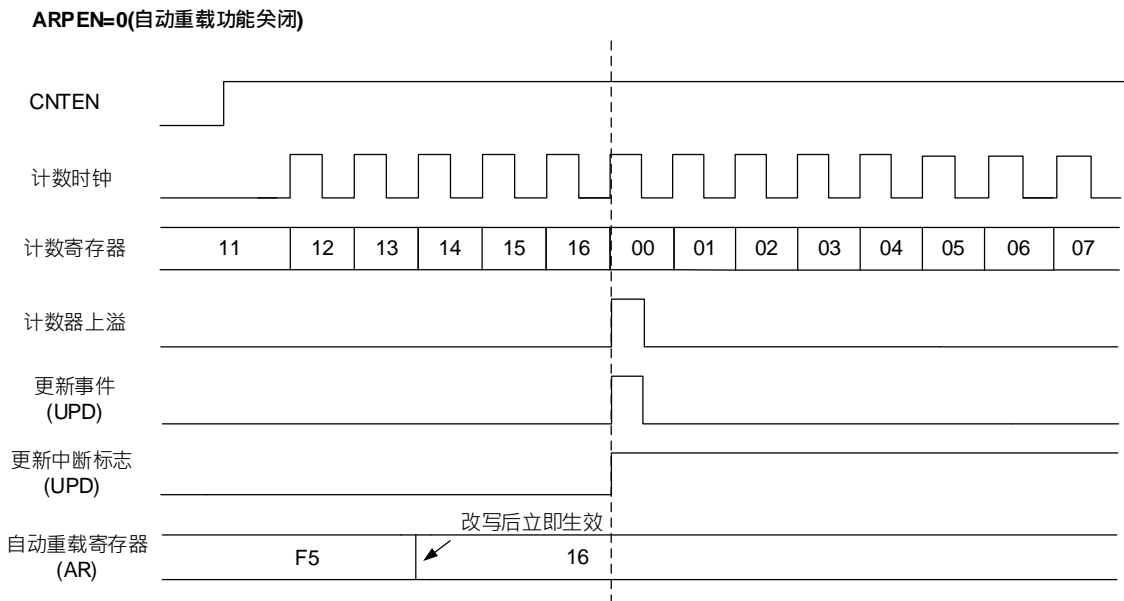 ARPEN=0(自动重载功能关闭)
CNTEN
计数时钟
计数寄存器
11 12 13 14 15 16 00 01 02 03 04 05 06 07
计数器上溢
更新事件
(UPD)
更新中断标志
(UPD)
改写后立即生效
自动重载寄存器
(AR)
F5 16